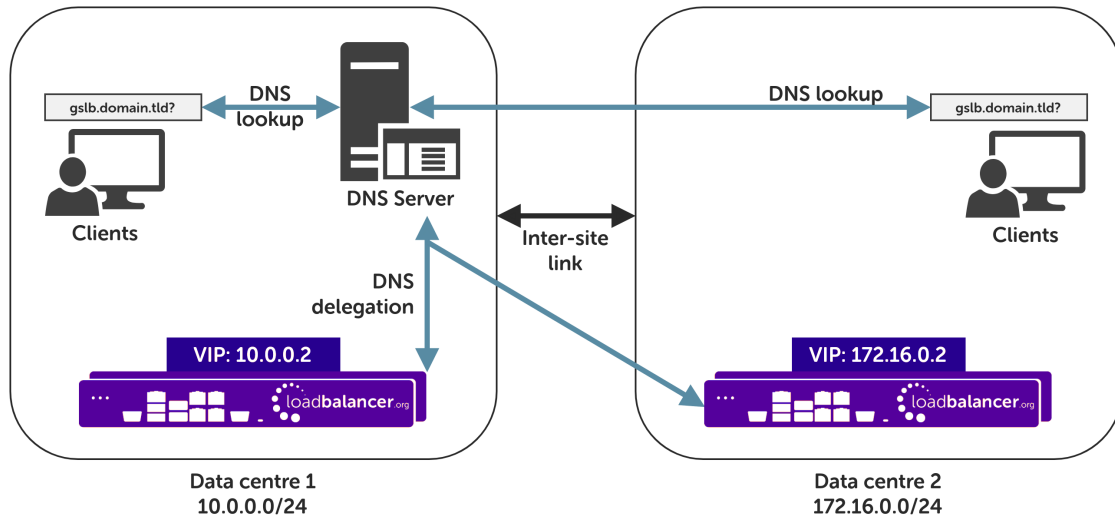 gslb.domain.tld?
DNS
lookup
DNS lookup
gslb.domain.tld?
DNS Server
Clients
Clients
Inter-site
link
DNS
delegation
VIP: 10.0.0.2
VIP: 172.16.0.2
loadbalancer.org
loadbalancer.org
Data centre 1
10.0.0.0/24
Data centre 2
172.16.0.0/24